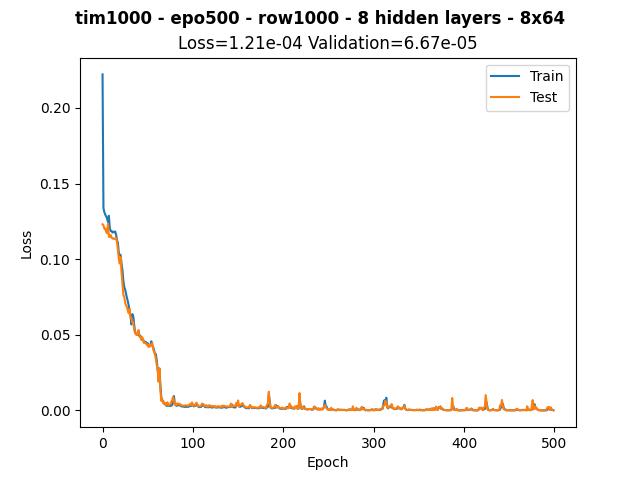 tim1000 - epo500 - row1000 - 8 hidden layers - 8x64
Loss=1.21e-04 Validation=6.67e-05
Train
Test
0.20
0.15
0.10
0.05
0.00
Loss
0 100 200 300 400 500
Epoch